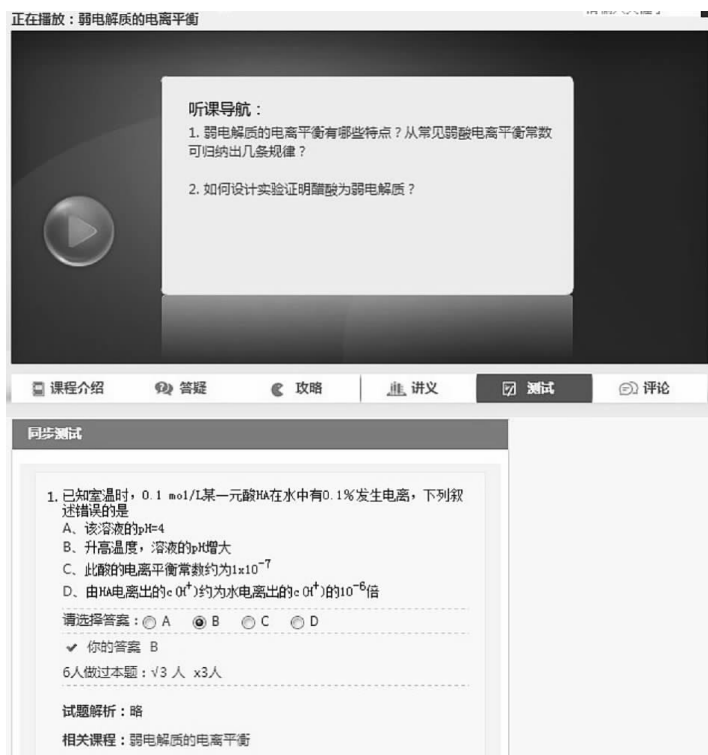 正在播放：弱电解质的电离平衡
听课导航：
1. 弱电解质的电离平衡有哪些特点？从常见弱酸电离平衡常数
可归纳出几条规律？
2. 如何设计实验证明醋酸为弱电解质？
课程介绍 答疑 攻略 讲义 测试 评论
同步测试
1. 已知室温时，0.1 mol/L某一元酸HA在水中有0.1%发生电离，下列叙
述错误的是
A、该溶液的pH=4
B、升高温度，溶液的pH增大
C、此酸的电离平衡常数约为1x10⁻⁷
D、由HA电离出的c(H⁺)约为水电离出的c(H⁺)的10⁻⁶倍
请选择答案：A B C D
✔ 你的答案 B
6人做过本题：√3 人 x3人
试题解析：略
相关课程：弱电解质的电离平衡